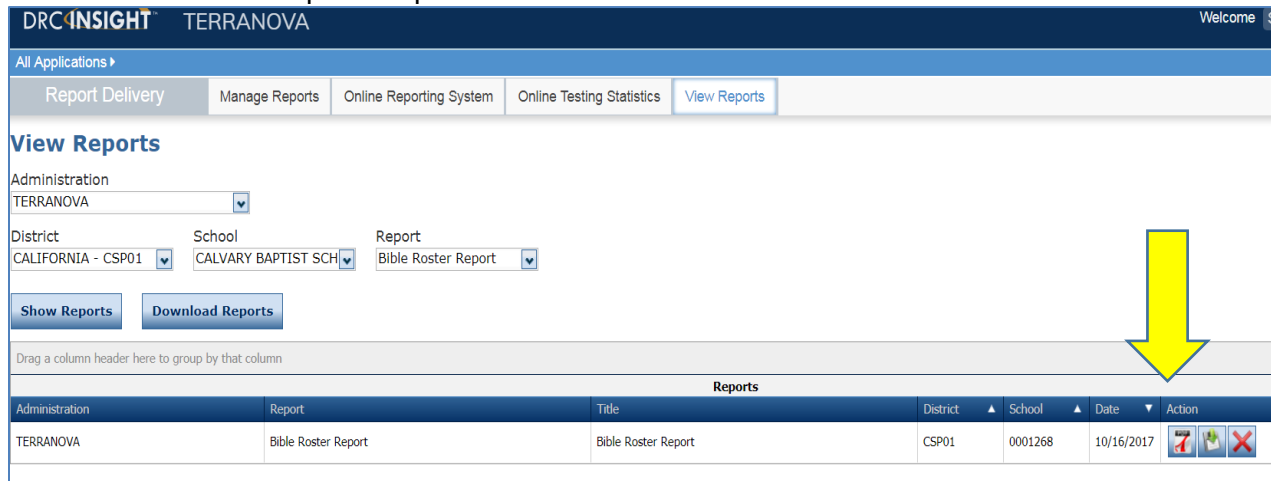 DRC INSIGHT™ TERRANOVA Welcome
All Applications
Report Delivery Manage Reports Online Reporting System Online Testing Statistics View Reports
View Reports
Administration
TERRANOVA
District School Report
CALIFORNIA - CSP01 CALVARY BAPTIST SCH Bible Roster Report
Show Reports Download Reports
Drag a column header here to group by that column
Reports
Administration Report Title District School Date Action
TERRANOVA Bible Roster Report Bible Roster Report CSP01 0001268 10/16/2017